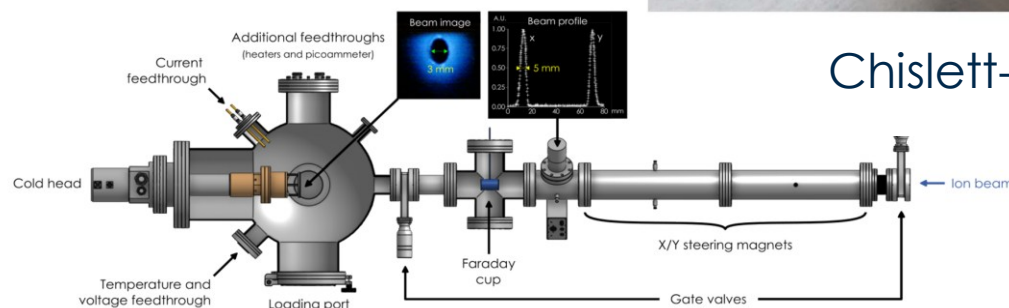 Beam image
3 mm
Beam profile
A.U.
1.00
0.75
0.50
0.25
0.00
x
y
5 mm
0
20
40
60
80
mm
Additional feedthroughs
(heaters and picoammeter)
Current
feedthrough
Chislett-
Cold head
Ion beam
X/Y steering magnets
Faraday
cup
Temperature and
voltage feedthrough
Loading port
Gate valves